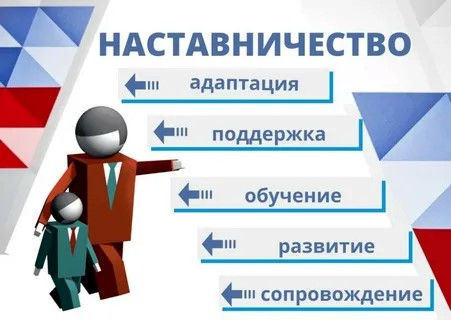 НАСТАВНИЧЕСТВО
адаптация
поддержка
обучение
развитие
сопровождение